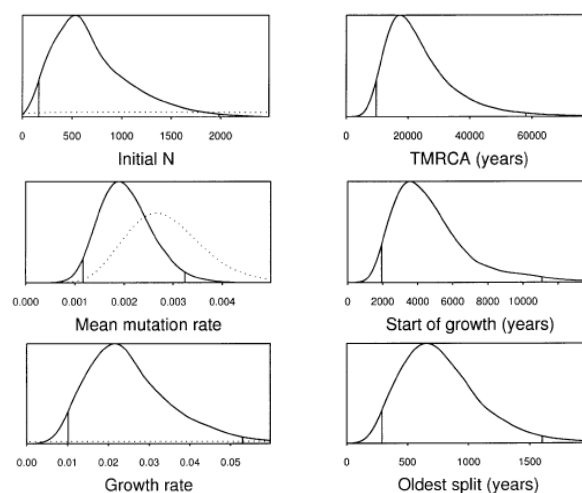 0 500 1000 1500 2000
Initial N
0 20000 40000 60000
TMRCA (years)
0.000 0.001 0.002 0.003 0.004
Mean mutation rate
0 2000 4000 6000 8000 10000
Start of growth (years)
0.00 0.01 0.02 0.03 0.04 0.05
Growth rate
0 500 1000 1500
Oldest split (years)